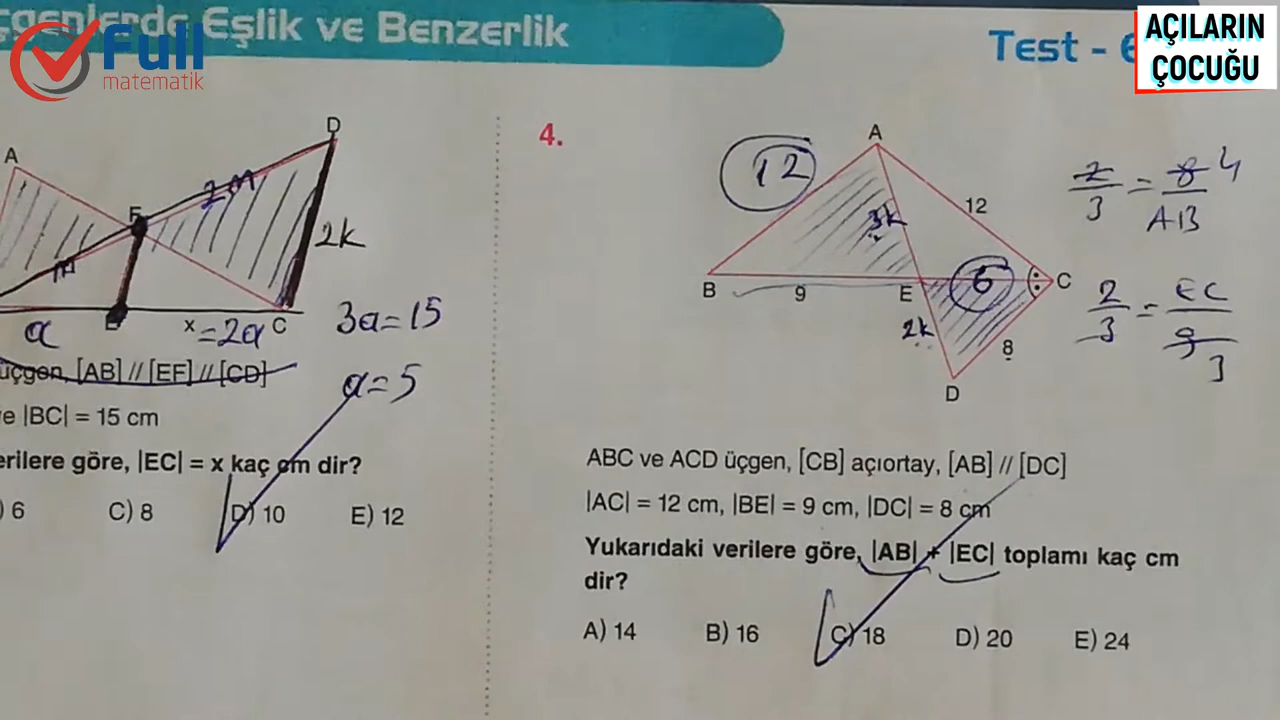 çgenlerde Eşlik ve Benzerlik
Full
matematik
Test - 6
AÇILARIN
ÇOCUĞU
A
D
F
2m
m
2k
a
E
x=2a
C
3a=15
a=5
üçgen, [AB] // [EF] // [CD]
ve |BC| = 15 cm
erilere göre, |EC| = x kaç cm dir?
) 6
C) 8
D) 10
E) 12
4.
A
12
12
3k
B
9
E
6
C
2k
8
D
2/3 = 8/AB 4
2/3 = EC/9 3
ABC ve ACD üçgen, [CB] açıortay, [AB] // [DC]
|AC| = 12 cm, |BE| = 9 cm, |DC| = 8 cm
Yukarıdaki verilere göre, |AB| + |EC| toplamı kaç cm
dir?
A) 14
B) 16
C) 18
D) 20
E) 24